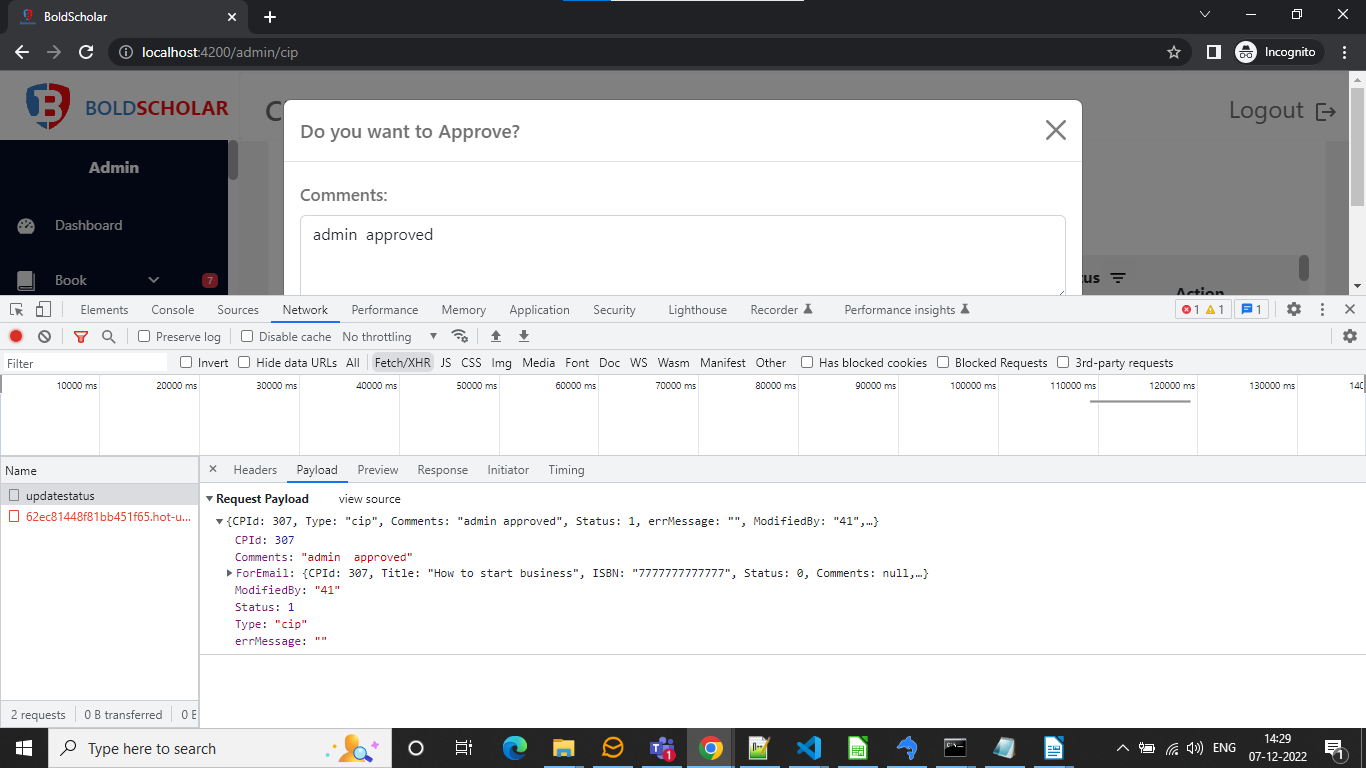 BoldScholar
localhost:4200/admin/cip
Incognito
BOLDSCHOLAR
C
Logout
Do you want to Approve?
Admin
Comments:
admin  approved
Dashboard
Book
7
tus
Action
Elements Console Sources Network Performance Memory Application Security Lighthouse Recorder Performance insights 1 1 1
Preserve log Disable cache No throttling
Filter Invert Hide data URLs All Fetch/XHR JS CSS Img Media Font Doc WS Wasm Manifest Other Has blocked cookies Blocked Requests 3rd-party requests
10000 ms 20000 ms 30000 ms 40000 ms 50000 ms 60000 ms 70000 ms 80000 ms 90000 ms 100000 ms 110000 ms 120000 ms 130000 ms 140
Name
Headers Payload Preview Response Initiator Timing
updatestatus
62ec81448f81bb451f65.hot-u...
Request Payload view source
{CPId: 307, Type: "cip", Comments: "admin approved", Status: 1, errMessage: "", ModifiedBy: "41",…}
CPId: 307
Comments: "admin  approved"
ForEmail: {CPId: 307, Title: "How to start business", ISBN: "7777777777777", Status: 0, Comments: null,…}
ModifiedBy: "41"
Status: 1
Type: "cip"
errMessage: ""
2 requests 0 B transferred 0 B
Type here to search
1
ENG
14:29
07-12-2022
1